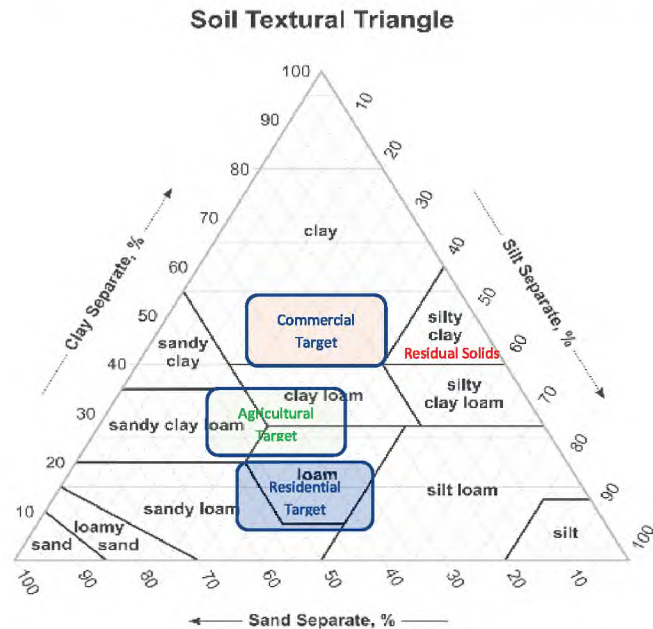 Soil Textural Triangle
100
90
80
70
60
50
40
30
20
10
10
20
30
40
50
60
70
80
90
100
Clay Separate, %
Silt Separate, %
clay
Commercial
Target
silty
clay
Residual Solids
sandy
clay
clay loam
silty
clay loam
Agricultural
Target
sandy clay loam
loam
Residential
Target
sandy loam
silt loam
loamy
sand
sand
silt
100
90
80
70
60
50
40
30
20
10
Sand Separate, %